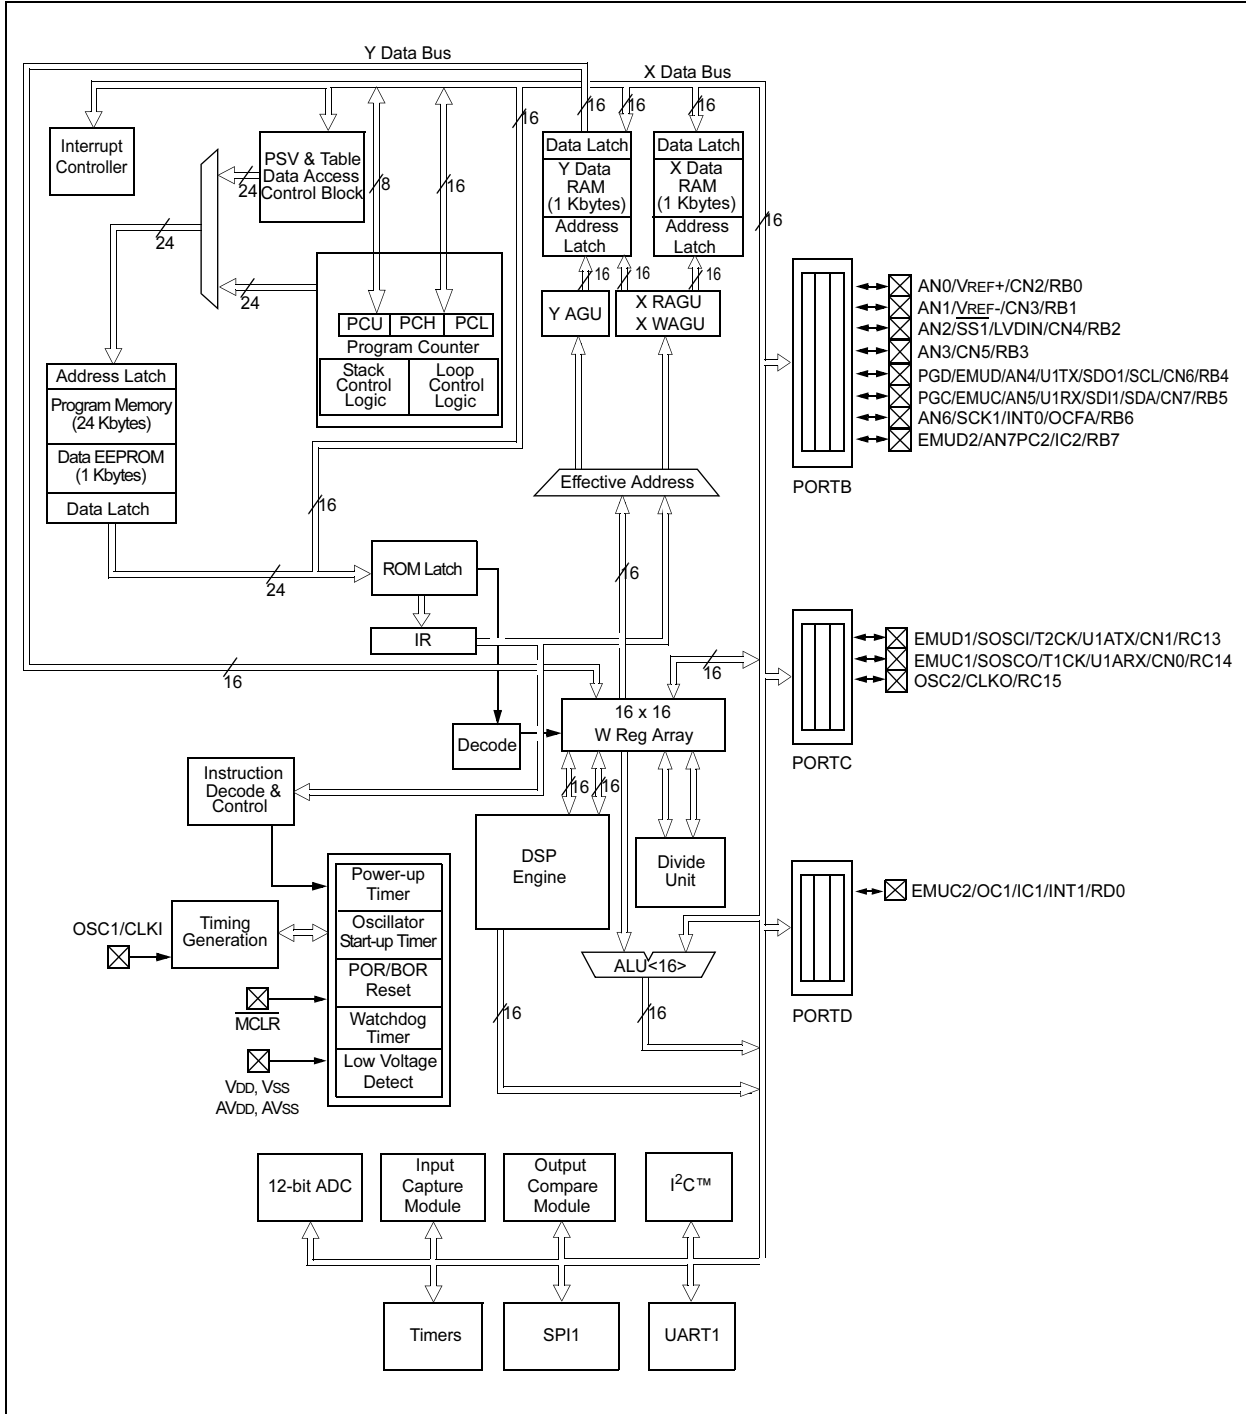 Y Data Bus
X Data Bus
16
16
16
16
16
Interrupt
Controller
PSV & Table
Data Access
Control Block
24
8
16
Data Latch
Y Data
RAM
(1 Kbytes)
Address
Latch
Data Latch
X Data
RAM
(1 Kbytes)
Address
Latch
16
24
24
16
16
16
Y AGU
X RAGU
X WAGU
PCU
PCH
PCL
Program Counter
Stack
Control
Logic
Loop
Control
Logic
AN0/VREF+/CN2/RB0
AN1/VREF-/CN3/RB1
AN2/SS1/LVDIN/CN4/RB2
AN3/CN5/RB3
PGD/EMUD/AN4/U1TX/SDO1/SCL/CN6/RB4
PGC/EMUC/AN5/U1RX/SDI1/SDA/CN7/RB5
AN6/SCK1/INT0/OCFA/RB6
EMUD2/AN7PC2/IC2/RB7
PORTB
Address Latch
Program Memory
(24 Kbytes)
Data EEPROM
(1 Kbytes)
Data Latch
Effective Address
16
24
ROM Latch
16
IR
16
16
16 x 16
W Reg Array
Decode
EMUD1/SOSCI/T2CK/U1ATX/CN1/RC13
EMUC1/SOSCO/T1CK/U1ARX/CN0/RC14
OSC2/CLKO/RC15
PORTC
Instruction
Decode &
Control
16
16
DSP
Engine
Divide
Unit
Power-up
Timer
Oscillator
Start-up Timer
POR/BOR
Reset
Watchdog
Timer
Low Voltage
Detect
OSC1/CLKI
Timing
Generation
MCLR
VDD, VSS
AVDD, AVSS
ALU<16>
16
16
EMUC2/OC1/IC1/INT1/RD0
PORTD
12-bit ADC
Input
Capture
Module
Output
Compare
Module
I2C™
Timers
SPI1
UART1